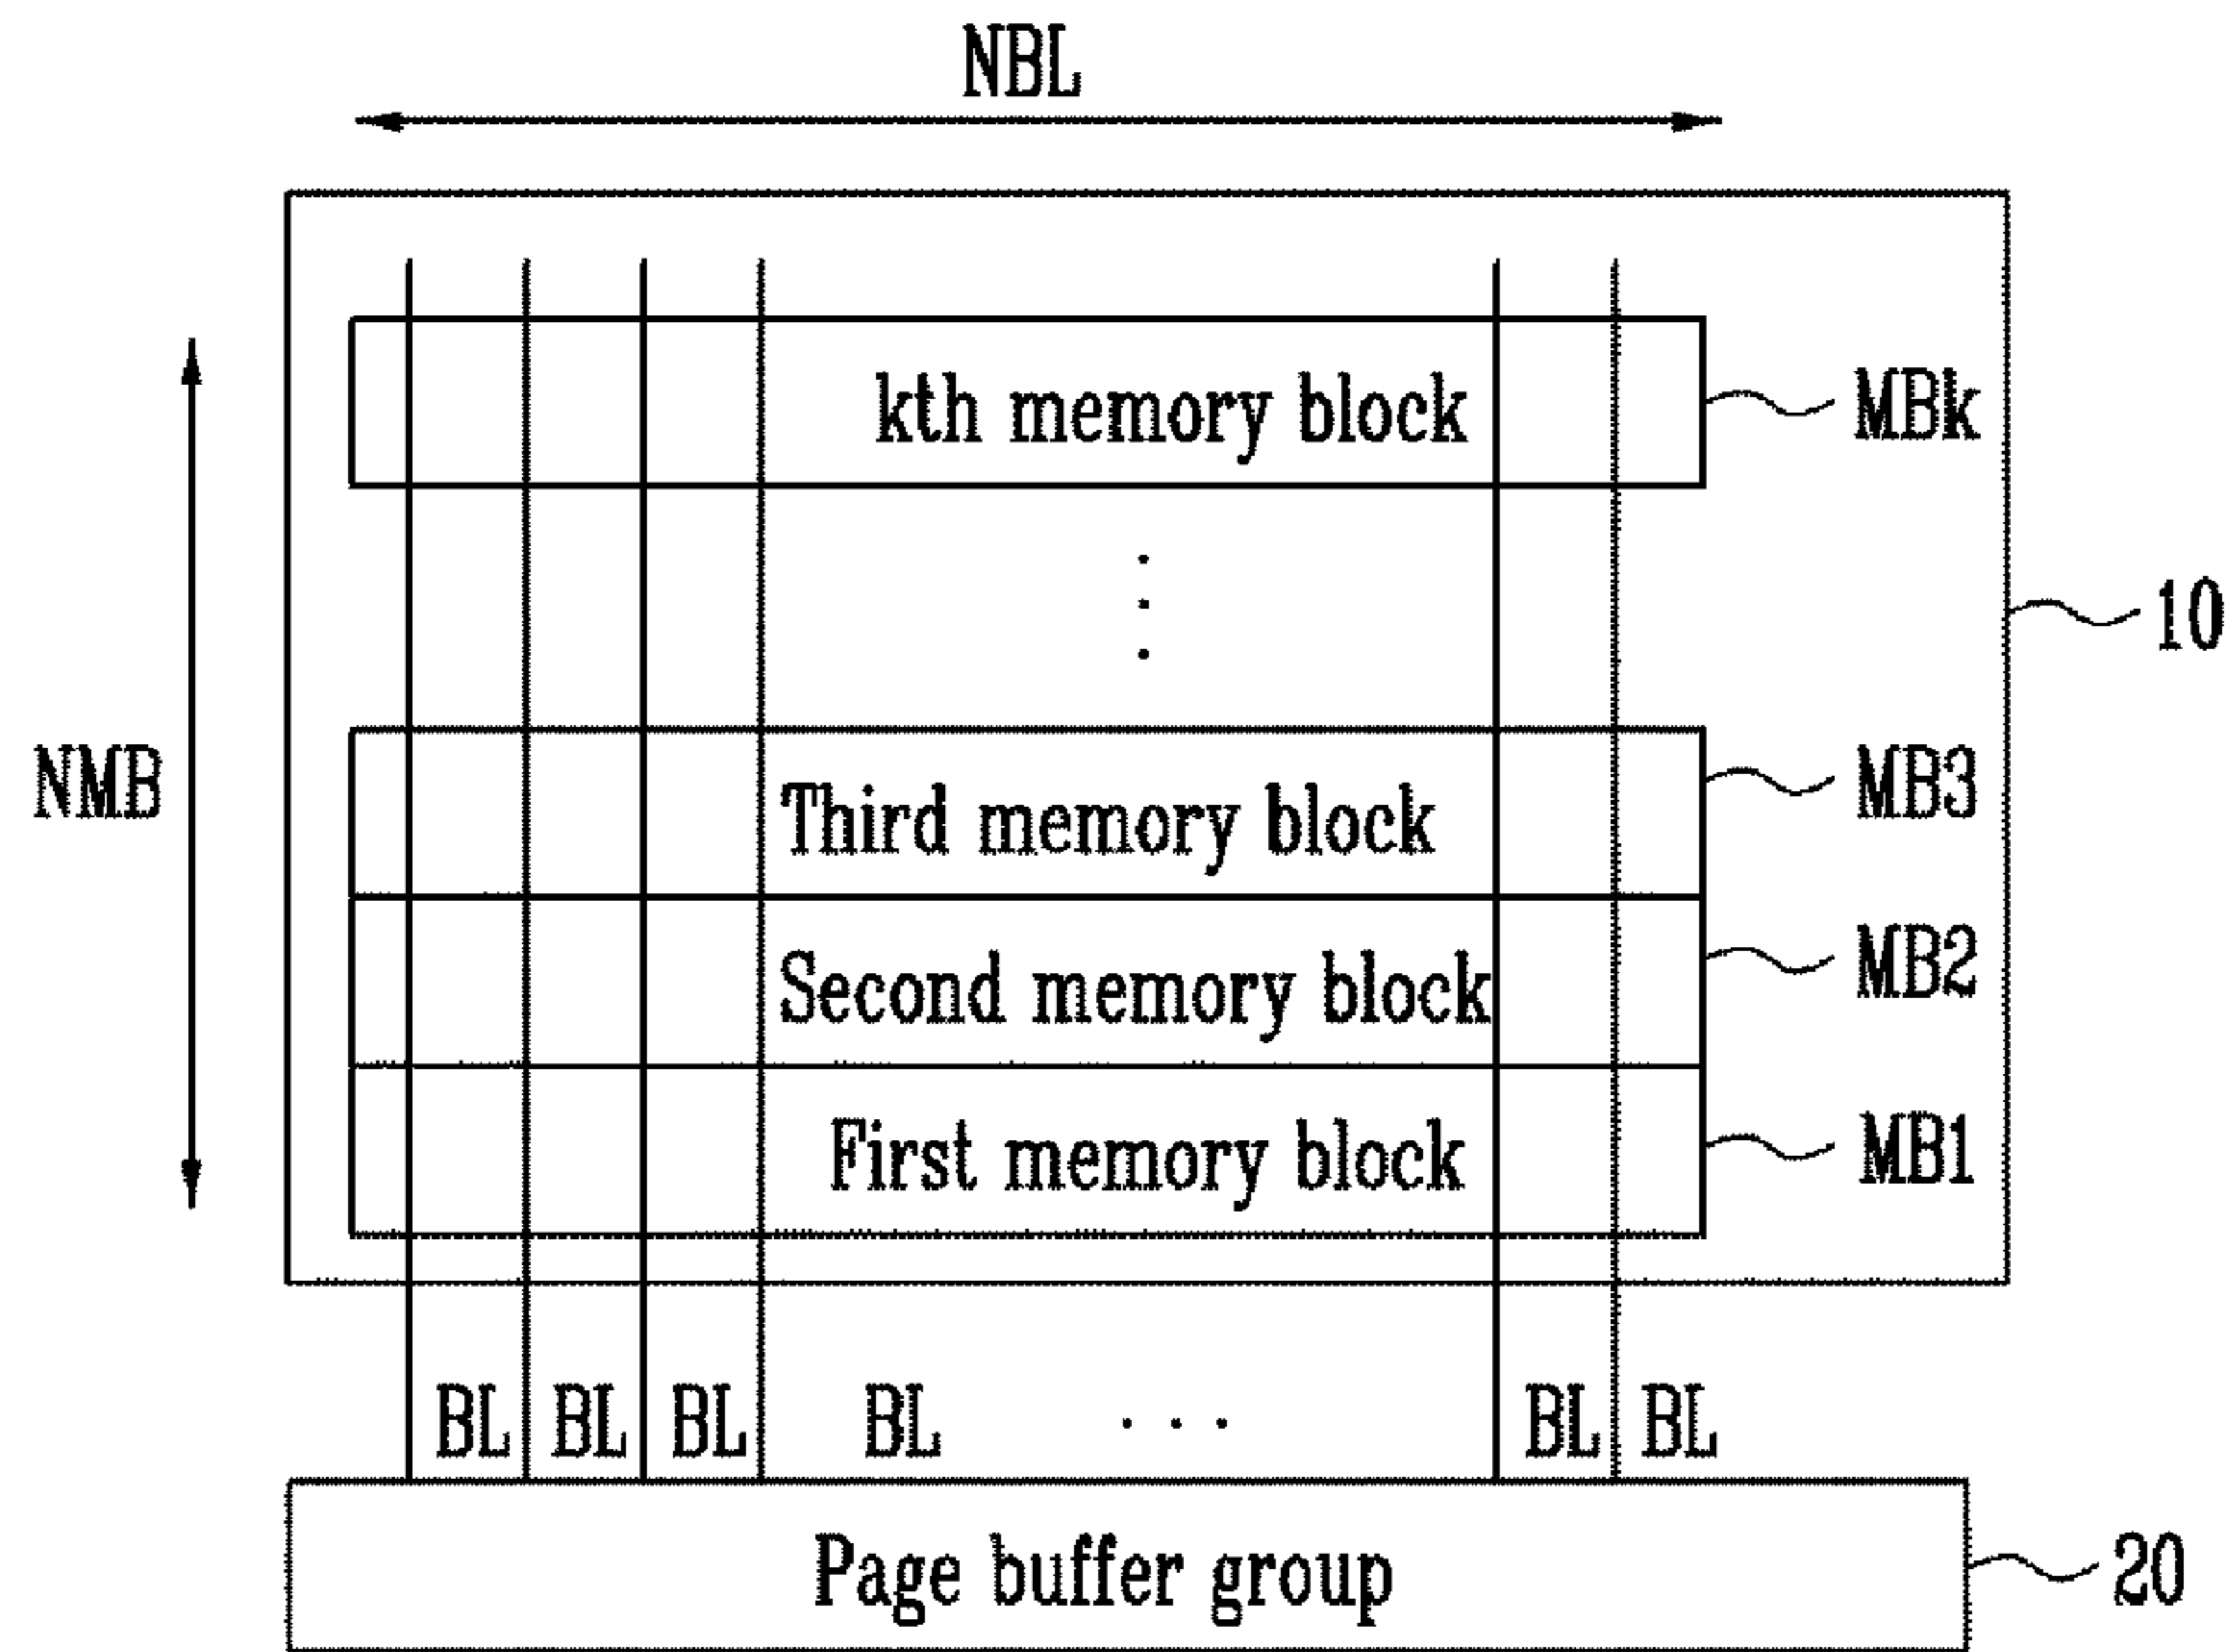 NBL
kth memory block
MBk
10
NMB
Third memory block
MB3
Second memory block
MB2
First memory block
MB1
BL BL BL BL . . . BL BL
Page buffer group
20